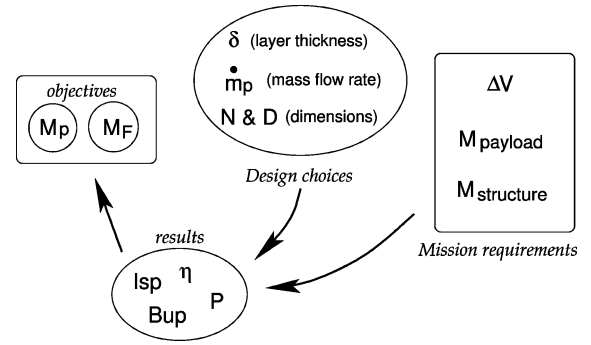 δ (layer thickness)
ṁp (mass flow rate)
N & D (dimensions)
Design choices
objectives
Mp MF
ΔV
Mpayload
Mstructure
Mission requirements
results
Isp η
Bup P